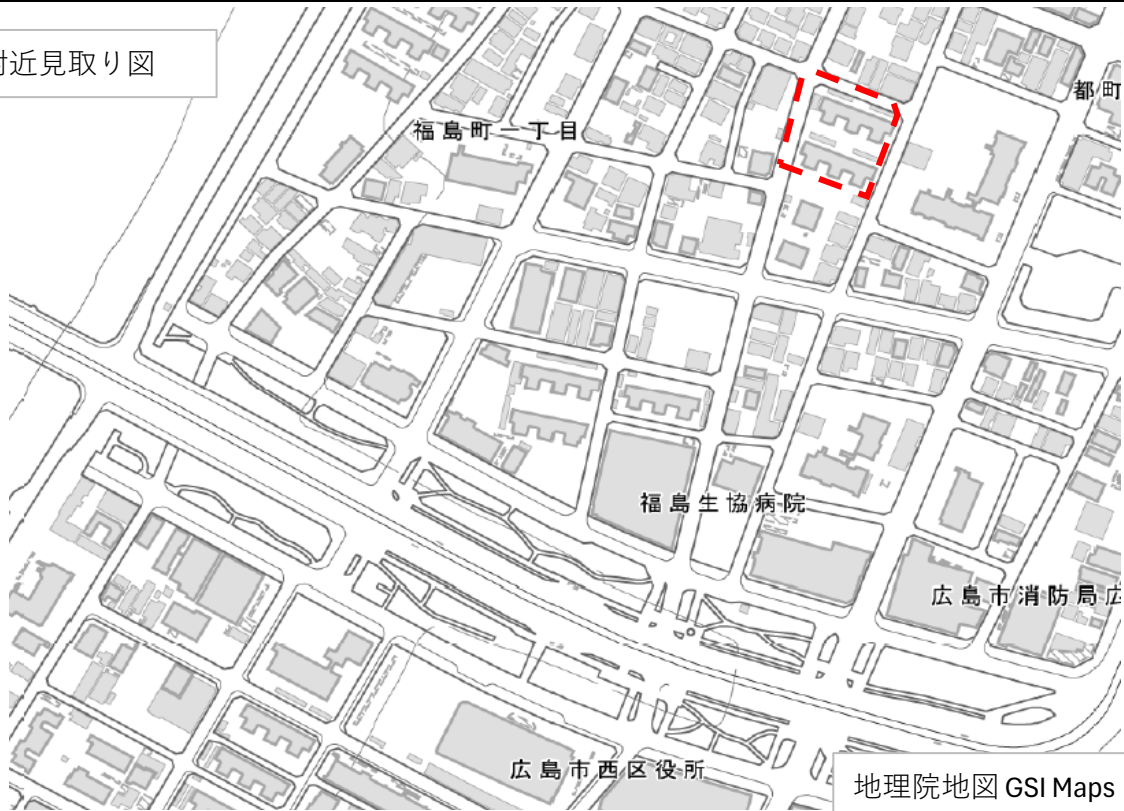 付近見取り図
都町
福島町一丁目
福島生協病院
広島市消防局広
広島市西区役所
地理院地図 GSI Maps